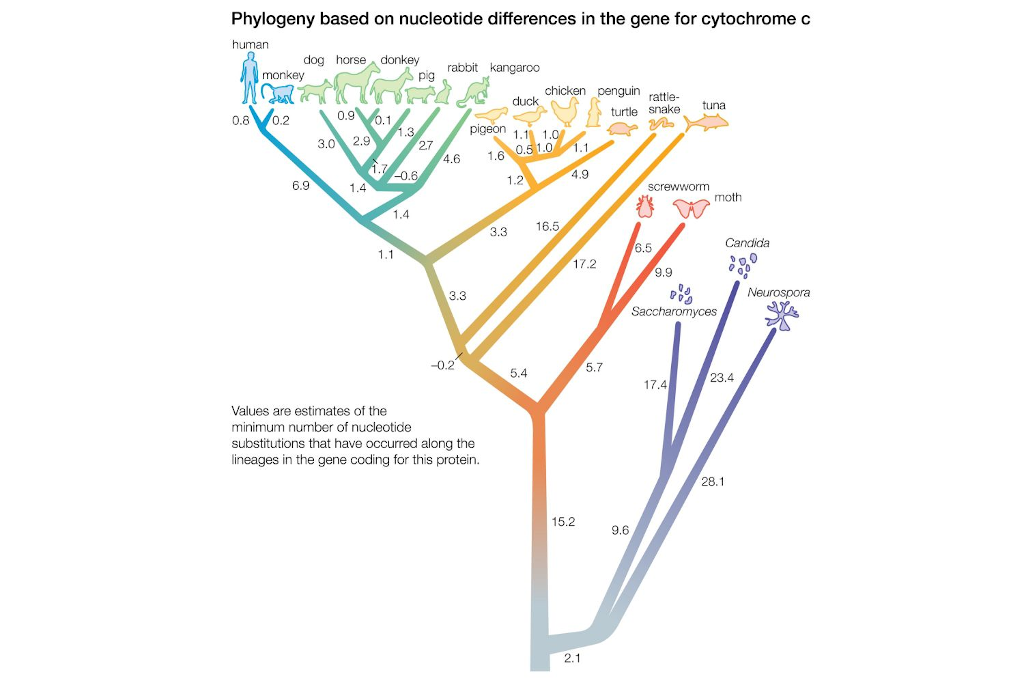 Phylogeny based on nucleotide differences in the gene for cytochrome c
human
monkey
dog
horse
donkey
pig
rabbit
kangaroo
pigeon
duck
chicken
penguin
turtle
rattle-
snake
tuna
0.8
0.2
3.0
0.9
0.1
2.9
1.3
1.7
2.7
–0.6
4.6
1.4
6.9
1.4
1.1
1.6
1.1
1.0
0.5
1.0
1.1
1.2
4.9
3.3
16.5
17.2
3.3
–0.2
5.4
screwworm
moth
6.5
9.9
5.7
Candida
Saccharomyces
Neurospora
17.4
23.4
28.1
9.6
15.2
2.1
Values are estimates of the
minimum number of nucleotide
substitutions that have occurred along the
lineages in the gene coding for this protein.